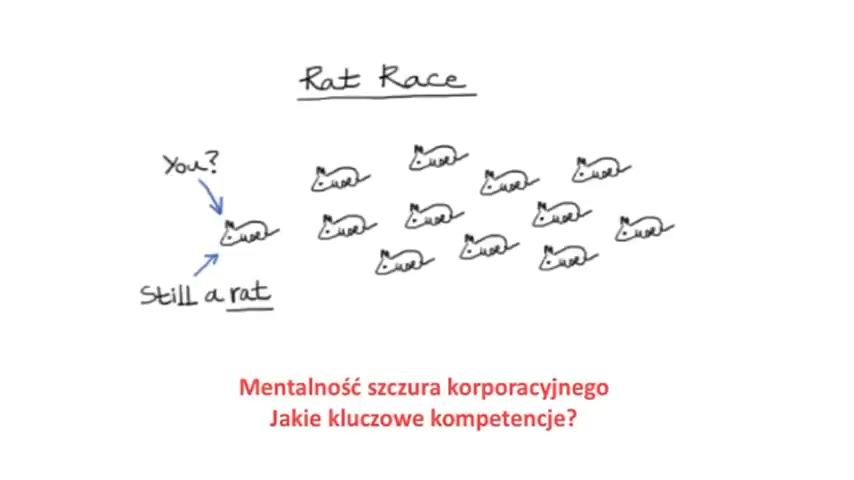 Rat Race
You?
Still a rat
Mentalność szczura korporacyjnego
Jakie kluczowe kompetencje?